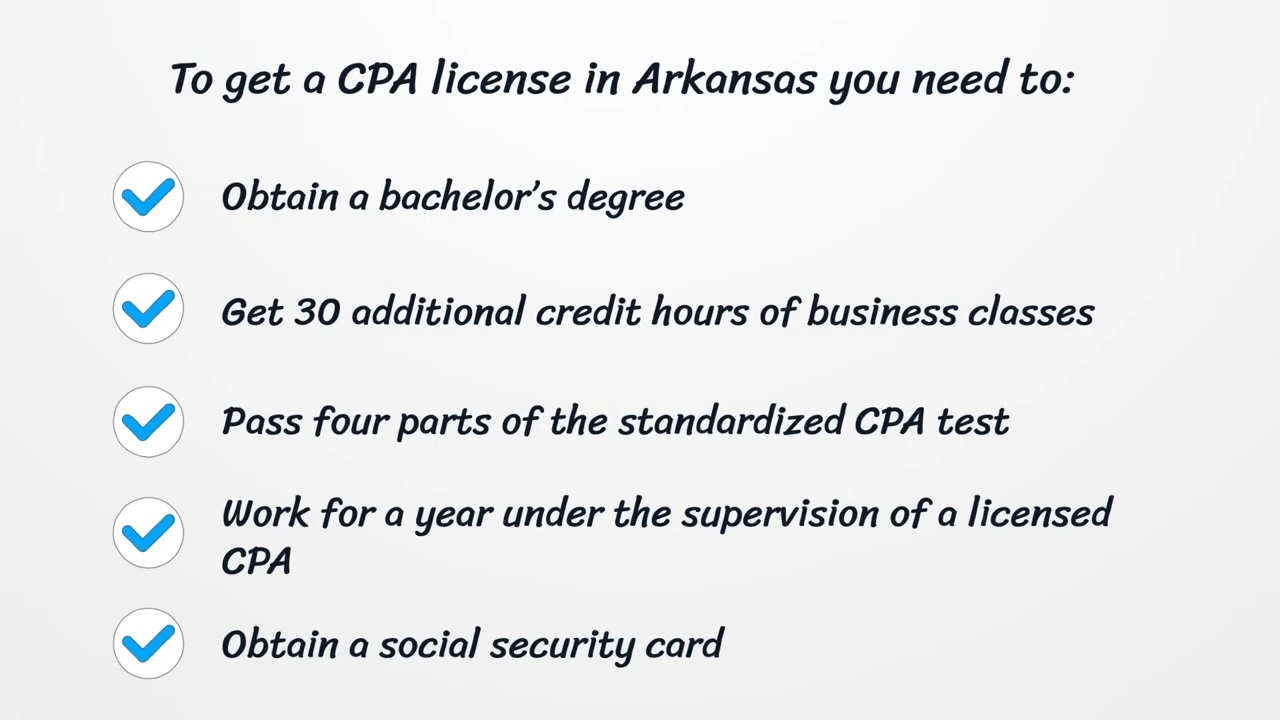 To get a CPA license in Arkansas you need to:
Obtain a bachelor’s degree
Get 30 additional credit hours of business classes
Pass four parts of the standardized CPA test
Work for a year under the supervision of a licensed
CPA
Obtain a social security card